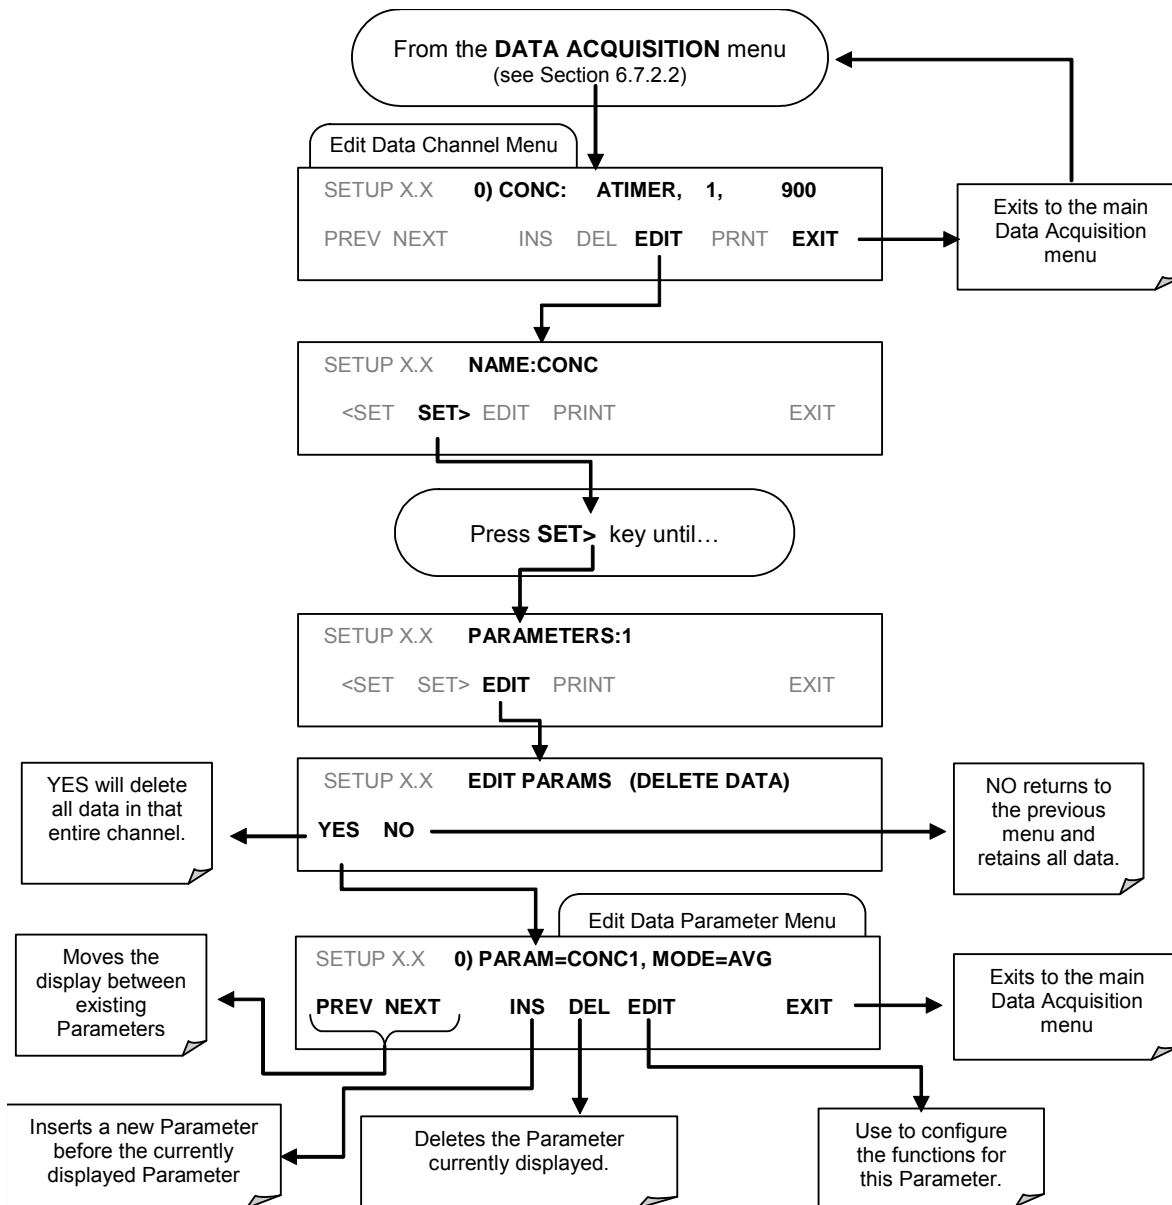 From the DATA ACQUISITION menu
(see Section 6.7.2.2)
Edit Data Channel Menu
SETUP X.X 0) CONC: ATIMER, 1, 900
PREV NEXT INS DEL EDIT PRNT EXIT
Exits to the main
Data Acquisition
menu
SETUP X.X NAME:CONC
<SET SET> EDIT PRINT EXIT
Press SET> key until…
SETUP X.X PARAMETERS:1
<SET SET> EDIT PRINT EXIT
YES will delete
all data in that
entire channel.
SETUP X.X EDIT PARAMS (DELETE DATA)
YES NO
NO returns to
the previous
menu and
retains all data.
Edit Data Parameter Menu
Moves the
display between
existing
Parameters
SETUP X.X 0) PARAM=CONC1, MODE=AVG
PREV NEXT INS DEL EDIT EXIT
Exits to the main
Data Acquisition
menu
Inserts a new Parameter
before the currently
displayed Parameter
Deletes the Parameter
currently displayed.
Use to configure
the functions for
this Parameter.